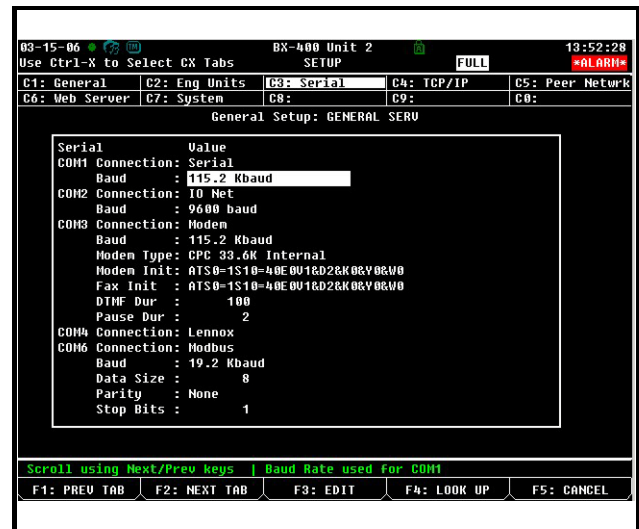 03-15-06 BX-400 Unit 2 13:52:28
Use Ctrl-X to Select CX Tabs SETUP FULL *ALARM*
C1: General C2: Eng Units C3: Serial C4: TCP/IP C5: Peer Netwrk
C6: Web Server C7: System C8: C9: C0:
General Setup: GENERAL SERV
Serial Value
COM1 Connection: Serial
Baud : 115.2 Kbaud
COM2 Connection: IO Net
Baud : 9600 baud
COM3 Connection: Modem
Baud : 115.2 Kbaud
Modem Type: CPC 33.6K Internal
Modem Init: ATS0=1S10=40E0V1&D2&K0&Y0&W0
Fax Init : ATS0=1S10=40E0V1&D2&K0&Y0&W0
DTMF Dur : 100
Pause Dur : 2
COM4 Connection: Lennox
COM6 Connection: Modbus
Baud : 19.2 Kbaud
Data Size : 8
Parity : None
Stop Bits : 1
Scroll using Next/Prev keys | Baud Rate used for COM1
F1: PREV TAB F2: NEXT TAB F3: EDIT F4: LOOK UP F5: CANCEL